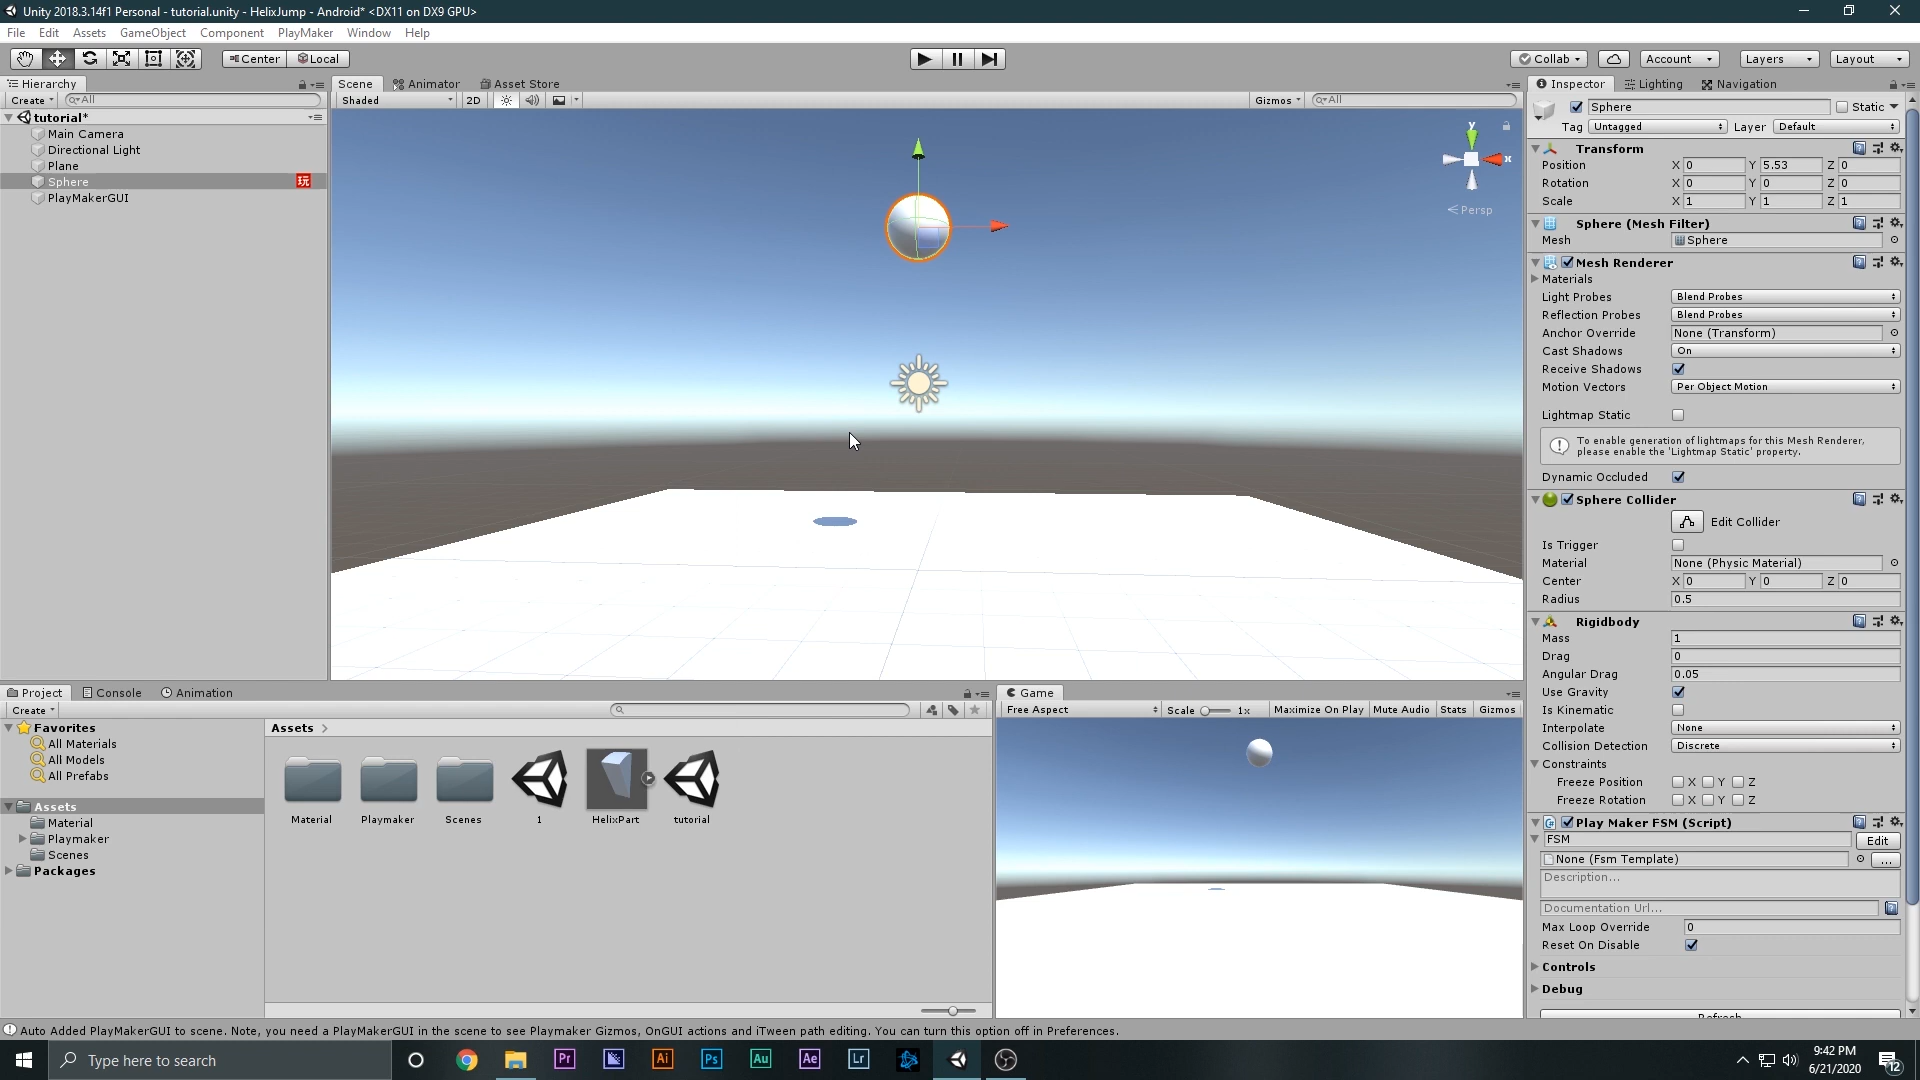 Unity 2018.3.14f1 Personal - tutorial.unity - HelixJump - Android* <DX11 on DX9 GPU>
File Edit Assets GameObject Component PlayMaker Window Help
Center Local Collab Account Layers Layout
Hierarchy
Create All
tutorial*
Main Camera
Directional Light
Plane
Sphere 玩
PlayMakerGUI
Scene Animator Asset Store
Shaded 2D Gizmos All
y
x
Persp
Inspector Lighting Navigation
Sphere Static
Tag Untagged Layer Default
Transform
Position X 0 Y 5.53 Z 0
Rotation X 0 Y 0 Z 0
Scale X 1 Y 1 Z 1
Sphere (Mesh Filter)
Mesh Sphere
Mesh Renderer
Materials
Light Probes Blend Probes
Reflection Probes Blend Probes
Anchor Override None (Transform)
Cast Shadows On
Receive Shadows
Motion Vectors Per Object Motion
Lightmap Static
To enable generation of lightmaps for this Mesh Renderer,
please enable the 'Lightmap Static' property.
Dynamic Occluded
Sphere Collider
Edit Collider
Is Trigger
Material None (Physic Material)
Center X 0 Y 0 Z 0
Radius 0.5
Rigidbody
Mass 1
Drag 0
Angular Drag 0.05
Use Gravity
Is Kinematic
Interpolate None
Collision Detection Discrete
Constraints
Freeze Position X Y Z
Freeze Rotation X Y Z
Play Maker FSM (Script)
FSM Edit
None (Fsm Template) ...
Description...
Documentation Url...
Max Loop Override 0
Reset On Disable
Controls
Debug
Refresh
Project Console Animation
Create
Favorites
All Materials
All Models
All Prefabs
Assets
Material
Playmaker
Scenes
Packages
Assets
Material Playmaker Scenes 1 HelixPart tutorial
Game
Free Aspect Scale 1x Maximize On Play Mute Audio Stats Gizmos
Auto Added PlayMakerGUI to scene. Note, you need a PlayMakerGUI in the scene to see Playmaker Gizmos, OnGUI actions and iTween path editing. You can turn this option off in Preferences.
Type here to search
Pr Ai Ps Au Ae Lr
9:42 PM
6/21/2020
12